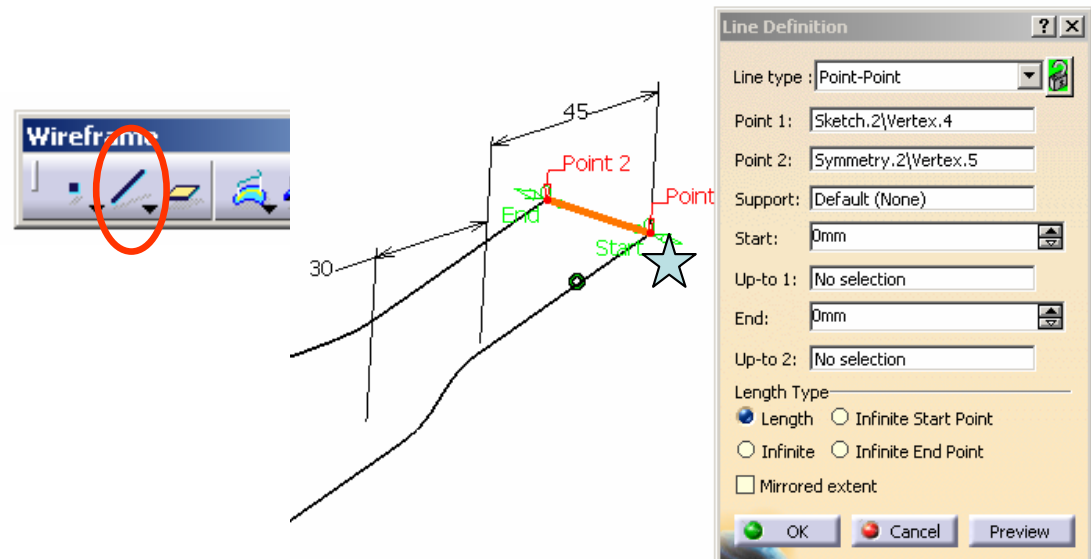 Wireframe
45
30
Point 2
Point
End
Start
Line Definition
? X
Line type : Point-Point
Point 1: Sketch.2\Vertex.4
Point 2: Symmetry.2\Vertex.5
Support: Default (None)
Start: 0mm
Up-to 1: No selection
End: 0mm
Up-to 2: No selection
Length Type
Length Infinite Start Point
Infinite Infinite End Point
Mirrored extent
OK Cancel Preview